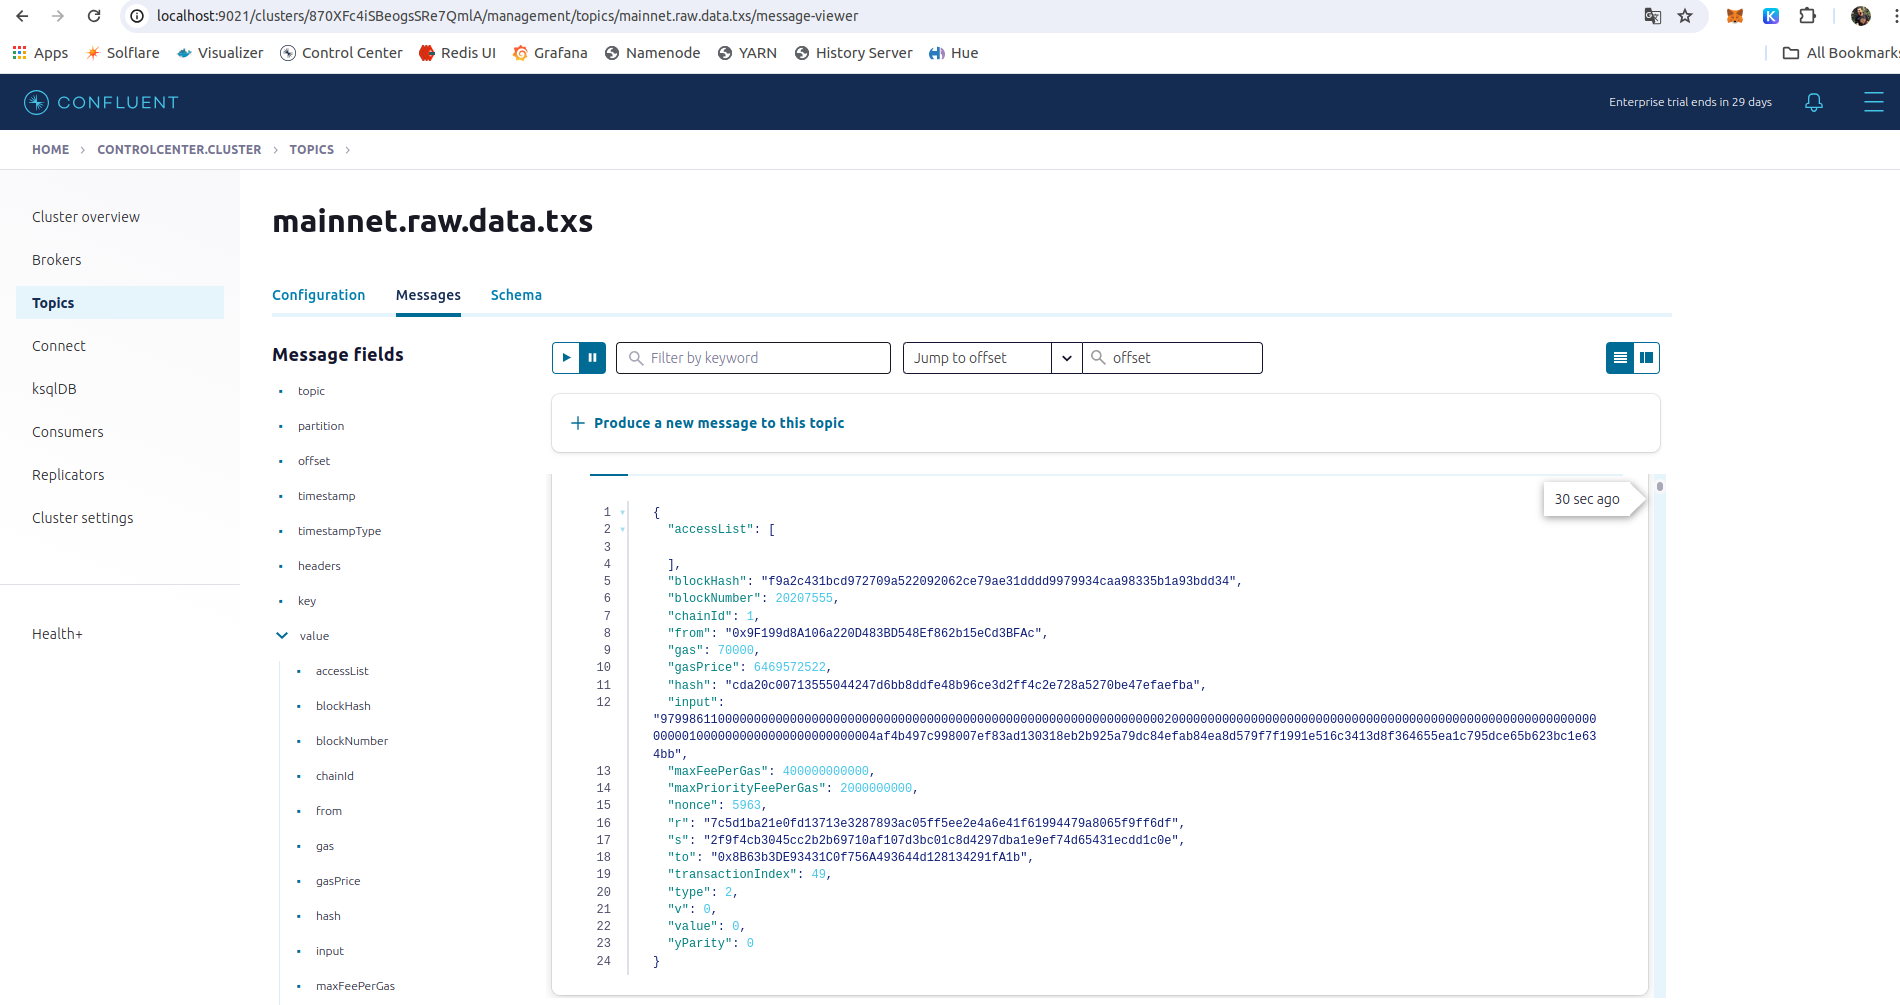 localhost:9021/clusters/870XFc4iSBeogsSRe7QmlA/management/topics/mainnet.raw.data.txs/message-viewer
Apps Solflare Visualizer Control Center Redis UI Grafana Namenode YARN History Server Hue All Bookmarks
CONFLUENT Enterprise trial ends in 29 days
HOME > CONTROLCENTER.CLUSTER > TOPICS >
Cluster overview
Brokers
Topics
Connect
ksqlDB
Consumers
Replicators
Cluster settings
Health+
mainnet.raw.data.txs
Configuration Messages Schema
Message fields
topic
partition
offset
timestamp
timestampType
headers
key
value
accessList
blockHash
blockNumber
chainId
from
gas
gasPrice
hash
input
maxFeePerGas
Filter by keyword Jump to offset offset
+ Produce a new message to this topic
30 sec ago
1 {
2 "accessList": [
3
4 ],
5 "blockHash": "f9a2c431bcd972709a522092062ce79ae31dddd9979934caa98335b1a93bdd34",
6 "blockNumber": 20207555,
7 "chainId": 1,
8 "from": "0x9F199d8A106a220D483BD548Ef862b15eCd3BFAc",
9 "gas": 70000,
10 "gasPrice": 6469572522,
11 "hash": "cda20c00713555044247d6bb8ddfe48b96ce3d2ff4c2e728a5270be47efaefba",
12 "input":
4bb",
13 "maxFeePerGas": 400000000000,
14 "maxPriorityFeePerGas": 2000000000,
15 "nonce": 5963,
16 "r": "7c5d1ba21e0fd13713e3287893ac05ff5ee2e4a6e41f61994479a8065f9ff6df",
17 "s": "2f9f4cb3045cc2b2b69710af107d3bc01c8d4297dba1e9ef74d65431ecdd1c0e",
18 "to": "0x8B63b3DE93431C0f756A493644d128134291fA1b",
19 "transactionIndex": 49,
20 "type": 2,
21 "v": 0,
22 "value": 0,
23 "yParity": 0
24 }